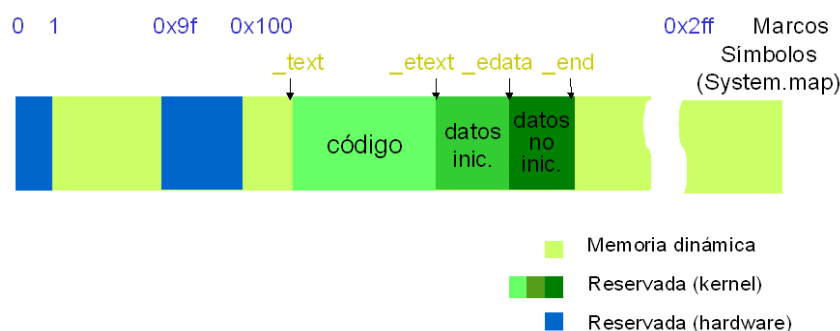 0 1 0x9f 0x100 0x2ff Marcos
Símbolos
(System.map)
_text _etext _edata _end
código
datos
inic.
datos
no
inic.
Memoria dinámica
Reservada (kernel)
Reservada (hardware)